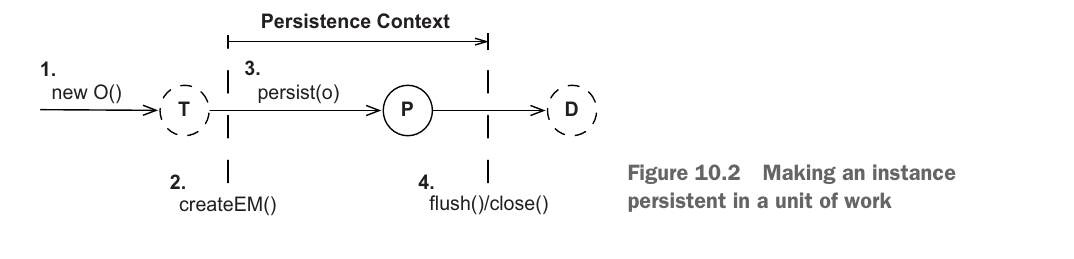 Persistence Context
1.
new O()
T
3.
persist(o)
P
D
2.
createEM()
4.
flush()/close()
Figure 10.2 Making an instance
persistent in a unit of work